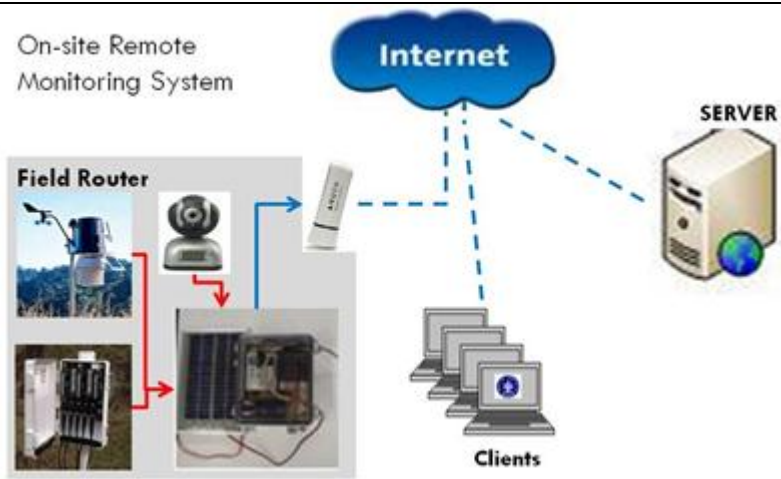 On-site Remote
Monitoring System
Internet
SERVER
Field Router
Clients